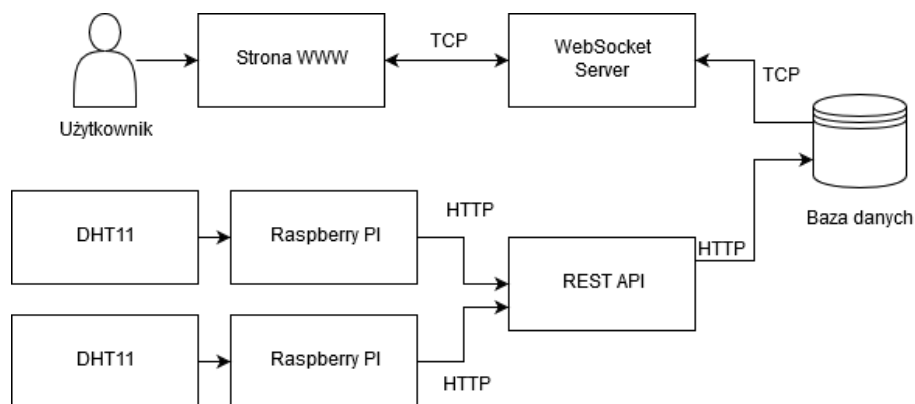 Strona WWW
TCP
WebSocket
Server
TCP
Użytkownik
Baza danych
DHT11
Raspberry PI
HTTP
REST API
HTTP
DHT11
Raspberry PI
HTTP